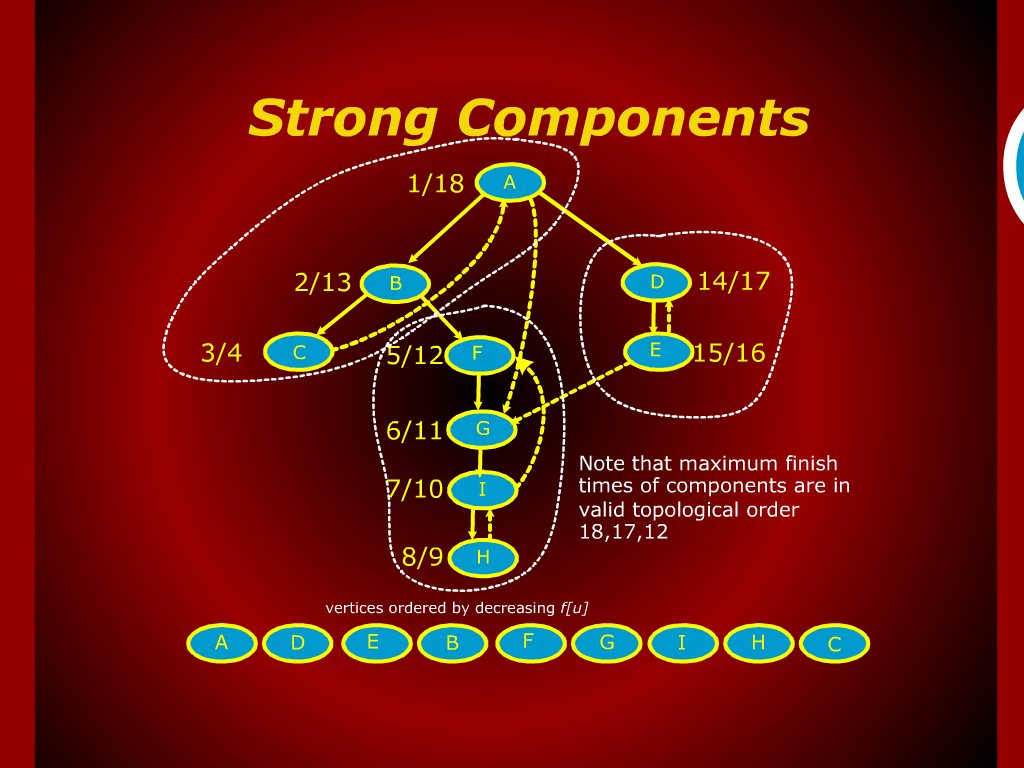 Strong Components
1/18 A
2/13 B
D 14/17
3/4 C
5/12 F
E 15/16
6/11 G
Note that maximum finish
times of components are in
valid topological order
18,17,12
7/10 I
8/9 H
vertices ordered by decreasing f[u]
A D E B F G I H C